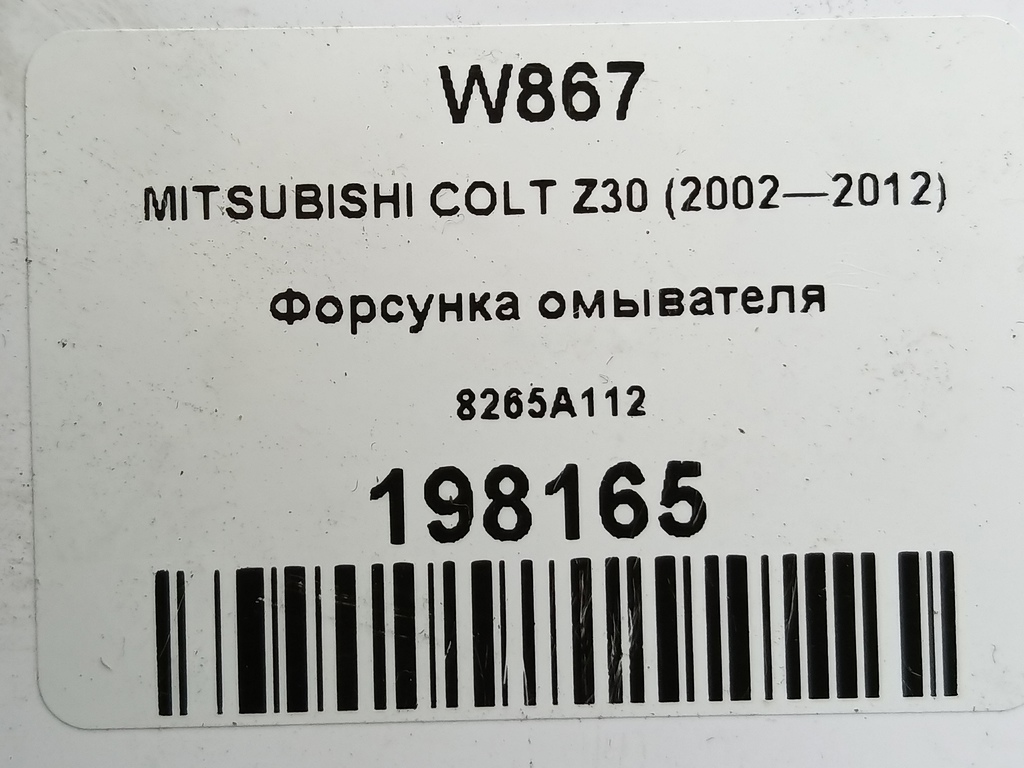 W867
MITSUBISHI COLT Z30 (2002—2012)
Форсунка омывателя
8265A112
198165